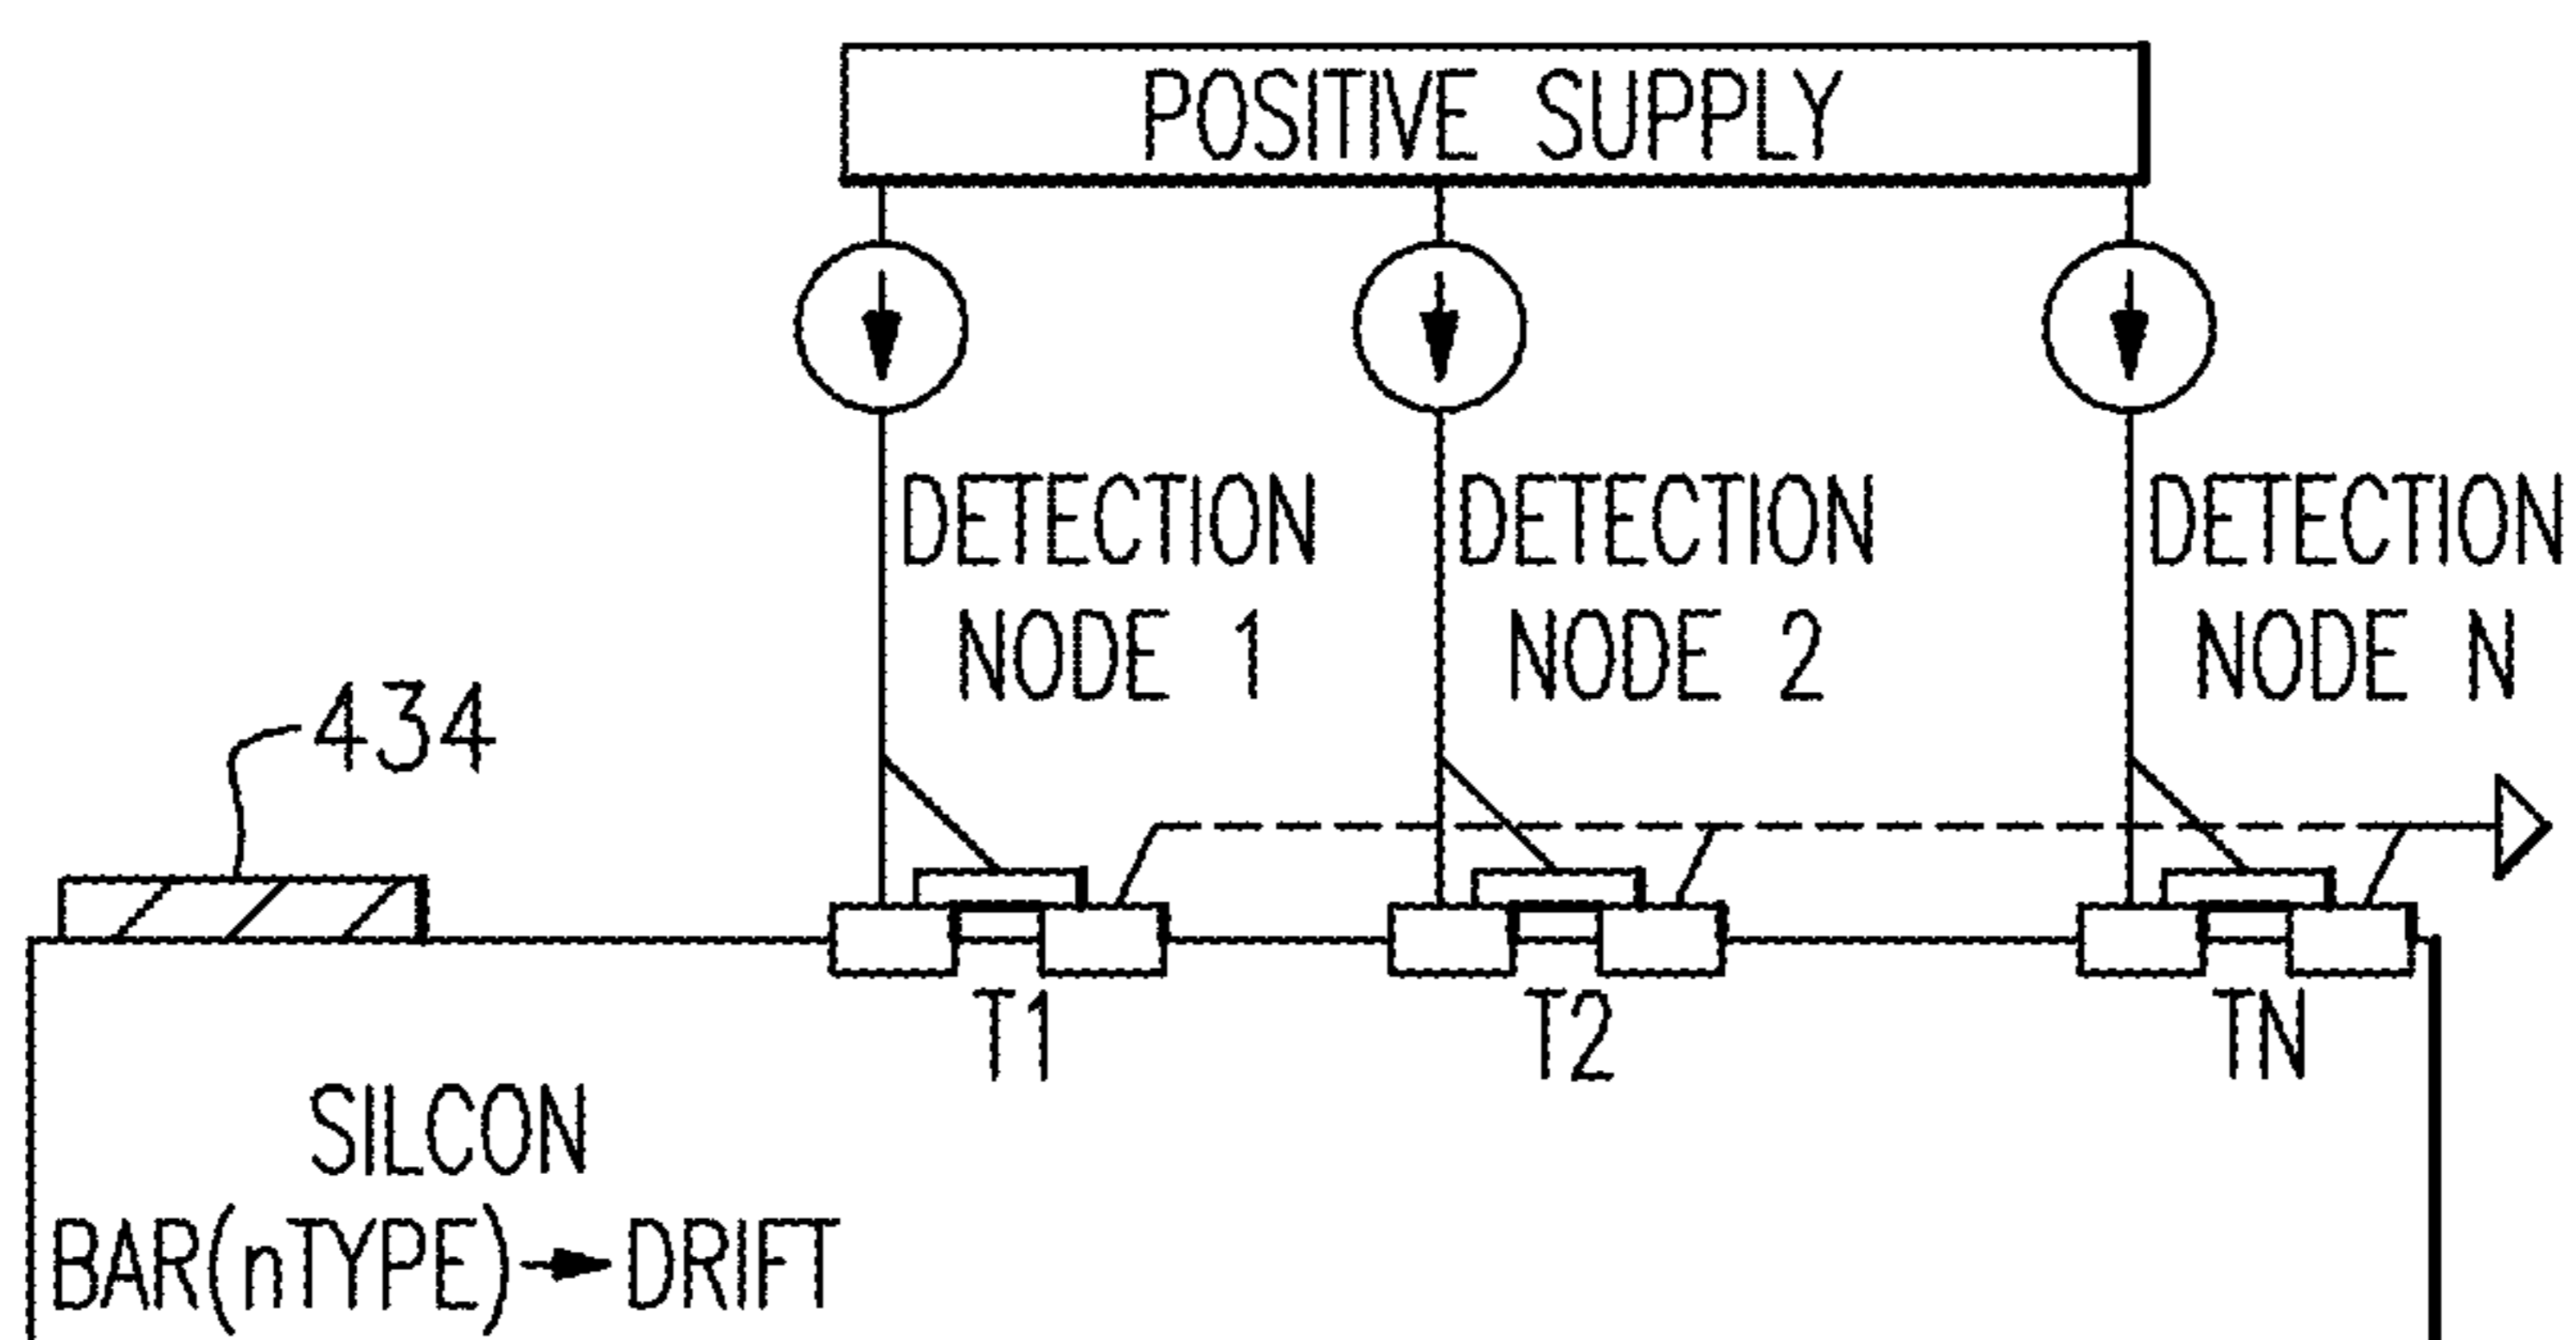 POSITIVE SUPPLY
DETECTION
NODE 1
DETECTION
NODE 2
DETECTION
NODE N
434
T1
T2
TN
SILCON
BAR(nTYPE)→DRIFT